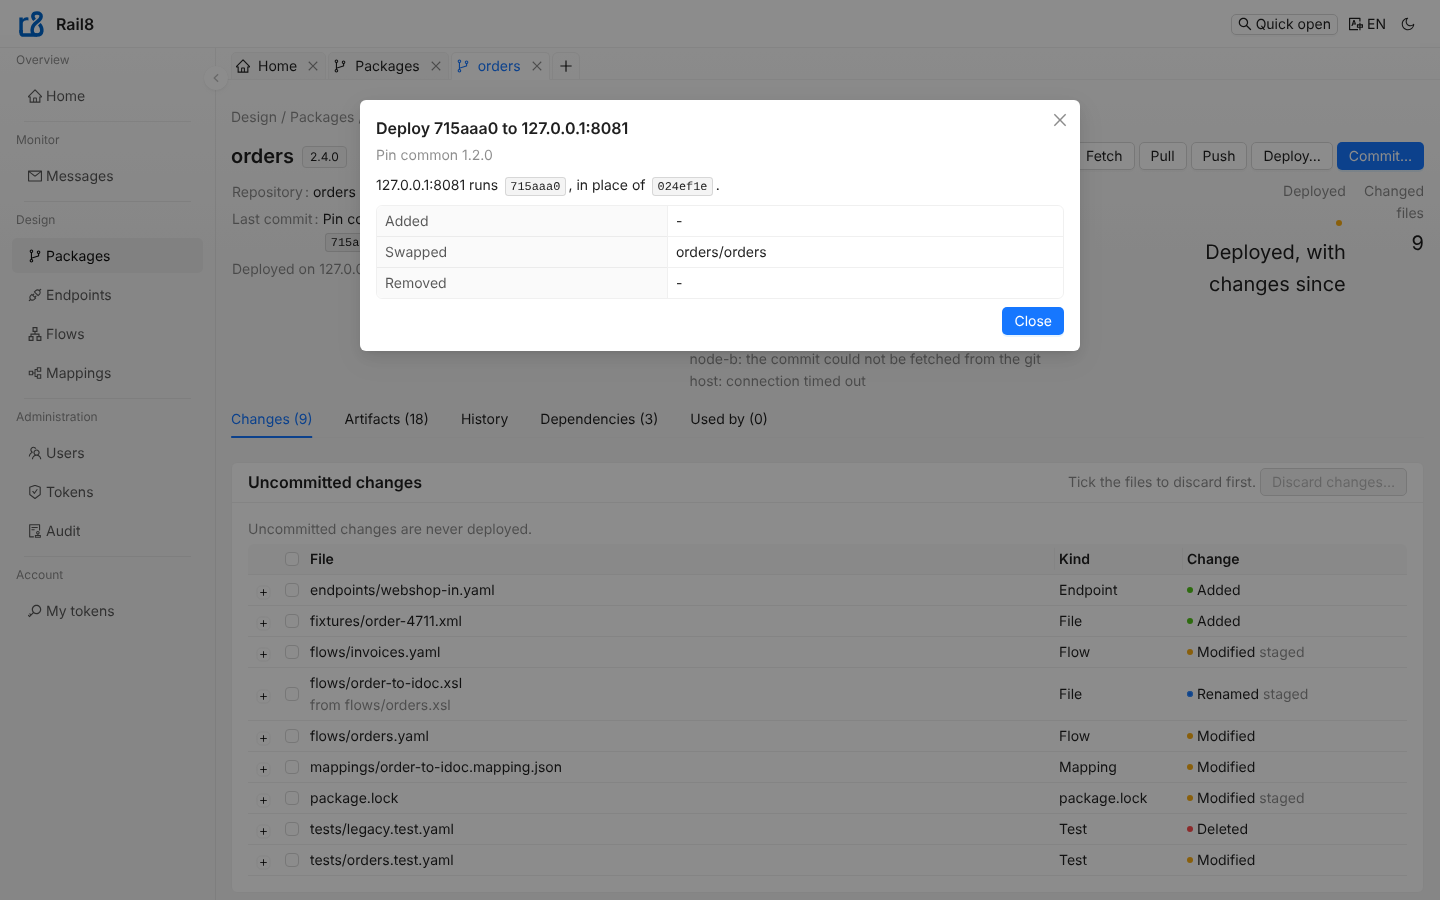 Rail8
Quick open
EN
Overview
Home
Monitor
Messages
Design
Packages
Endpoints
Flows
Mappings
Administration
Users
Tokens
Audit
Account
My tokens
Home
Packages
orders
Design / Packages /
orders 2.4.0
Fetch
Pull
Push
Deploy...
Commit...
Repository: orders
Last commit: Pin co
715a
Deployed on 127.0.0
Deployed
Deployed, with
changes since
Changed
files
9
Deploy 715aaa0 to 127.0.0.1:8081
Pin common 1.2.0
127.0.0.1:8081 runs 715aaa0, in place of 024ef1e.
Added -
Swapped orders/orders
Removed -
Close
node-b: the commit could not be fetched from the git
host: connection timed out
Changes (9)
Artifacts (18)
History
Dependencies (3)
Used by (0)
Uncommitted changes
Tick the files to discard first.
Discard changes...
Uncommitted changes are never deployed.
File Kind Change
+ endpoints/webshop-in.yaml Endpoint Added
+ fixtures/order-4711.xml File Added
+ flows/invoices.yaml Flow Modified staged
+ flows/order-to-idoc.xsl File Renamed staged
from flows/orders.xsl
+ flows/orders.yaml Flow Modified
+ mappings/order-to-idoc.mapping.json Mapping Modified
+ package.lock package.lock Modified staged
+ tests/legacy.test.yaml Test Deleted
+ tests/orders.test.yaml Test Modified